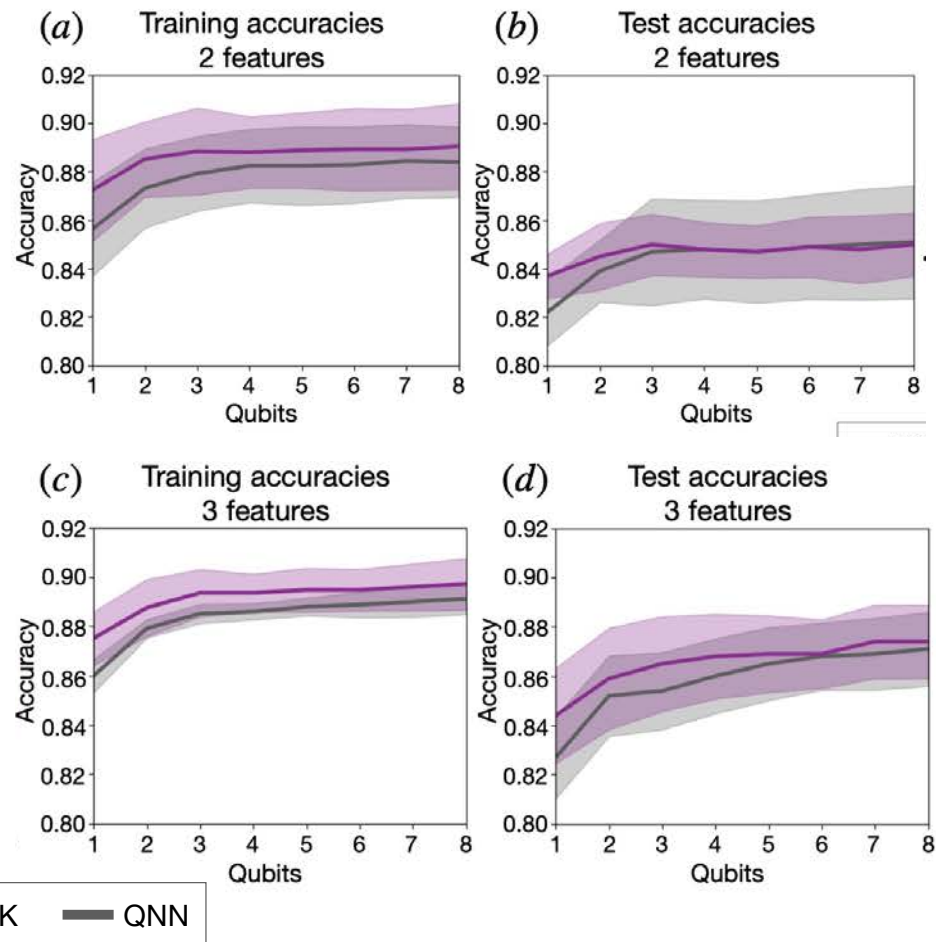 (a) Training accuracies
2 features
0.92
0.90
0.88
0.86
0.84
0.82
0.80
Accuracy
1 2 3 4 5 6 7 8
Qubits
(b) Test accuracies
2 features
0.92
0.90
0.88
0.86
0.84
0.82
0.80
Accuracy
1 2 3 4 5 6 7 8
Qubits
(c) Training accuracies
3 features
0.92
0.90
0.88
0.86
0.84
0.82
0.80
Accuracy
1 2 3 4 5 6 7 8
Qubits
(d) Test accuracies
3 features
0.92
0.90
0.88
0.86
0.84
0.82
0.80
Accuracy
1 2 3 4 5 6 7 8
Qubits
K QNN